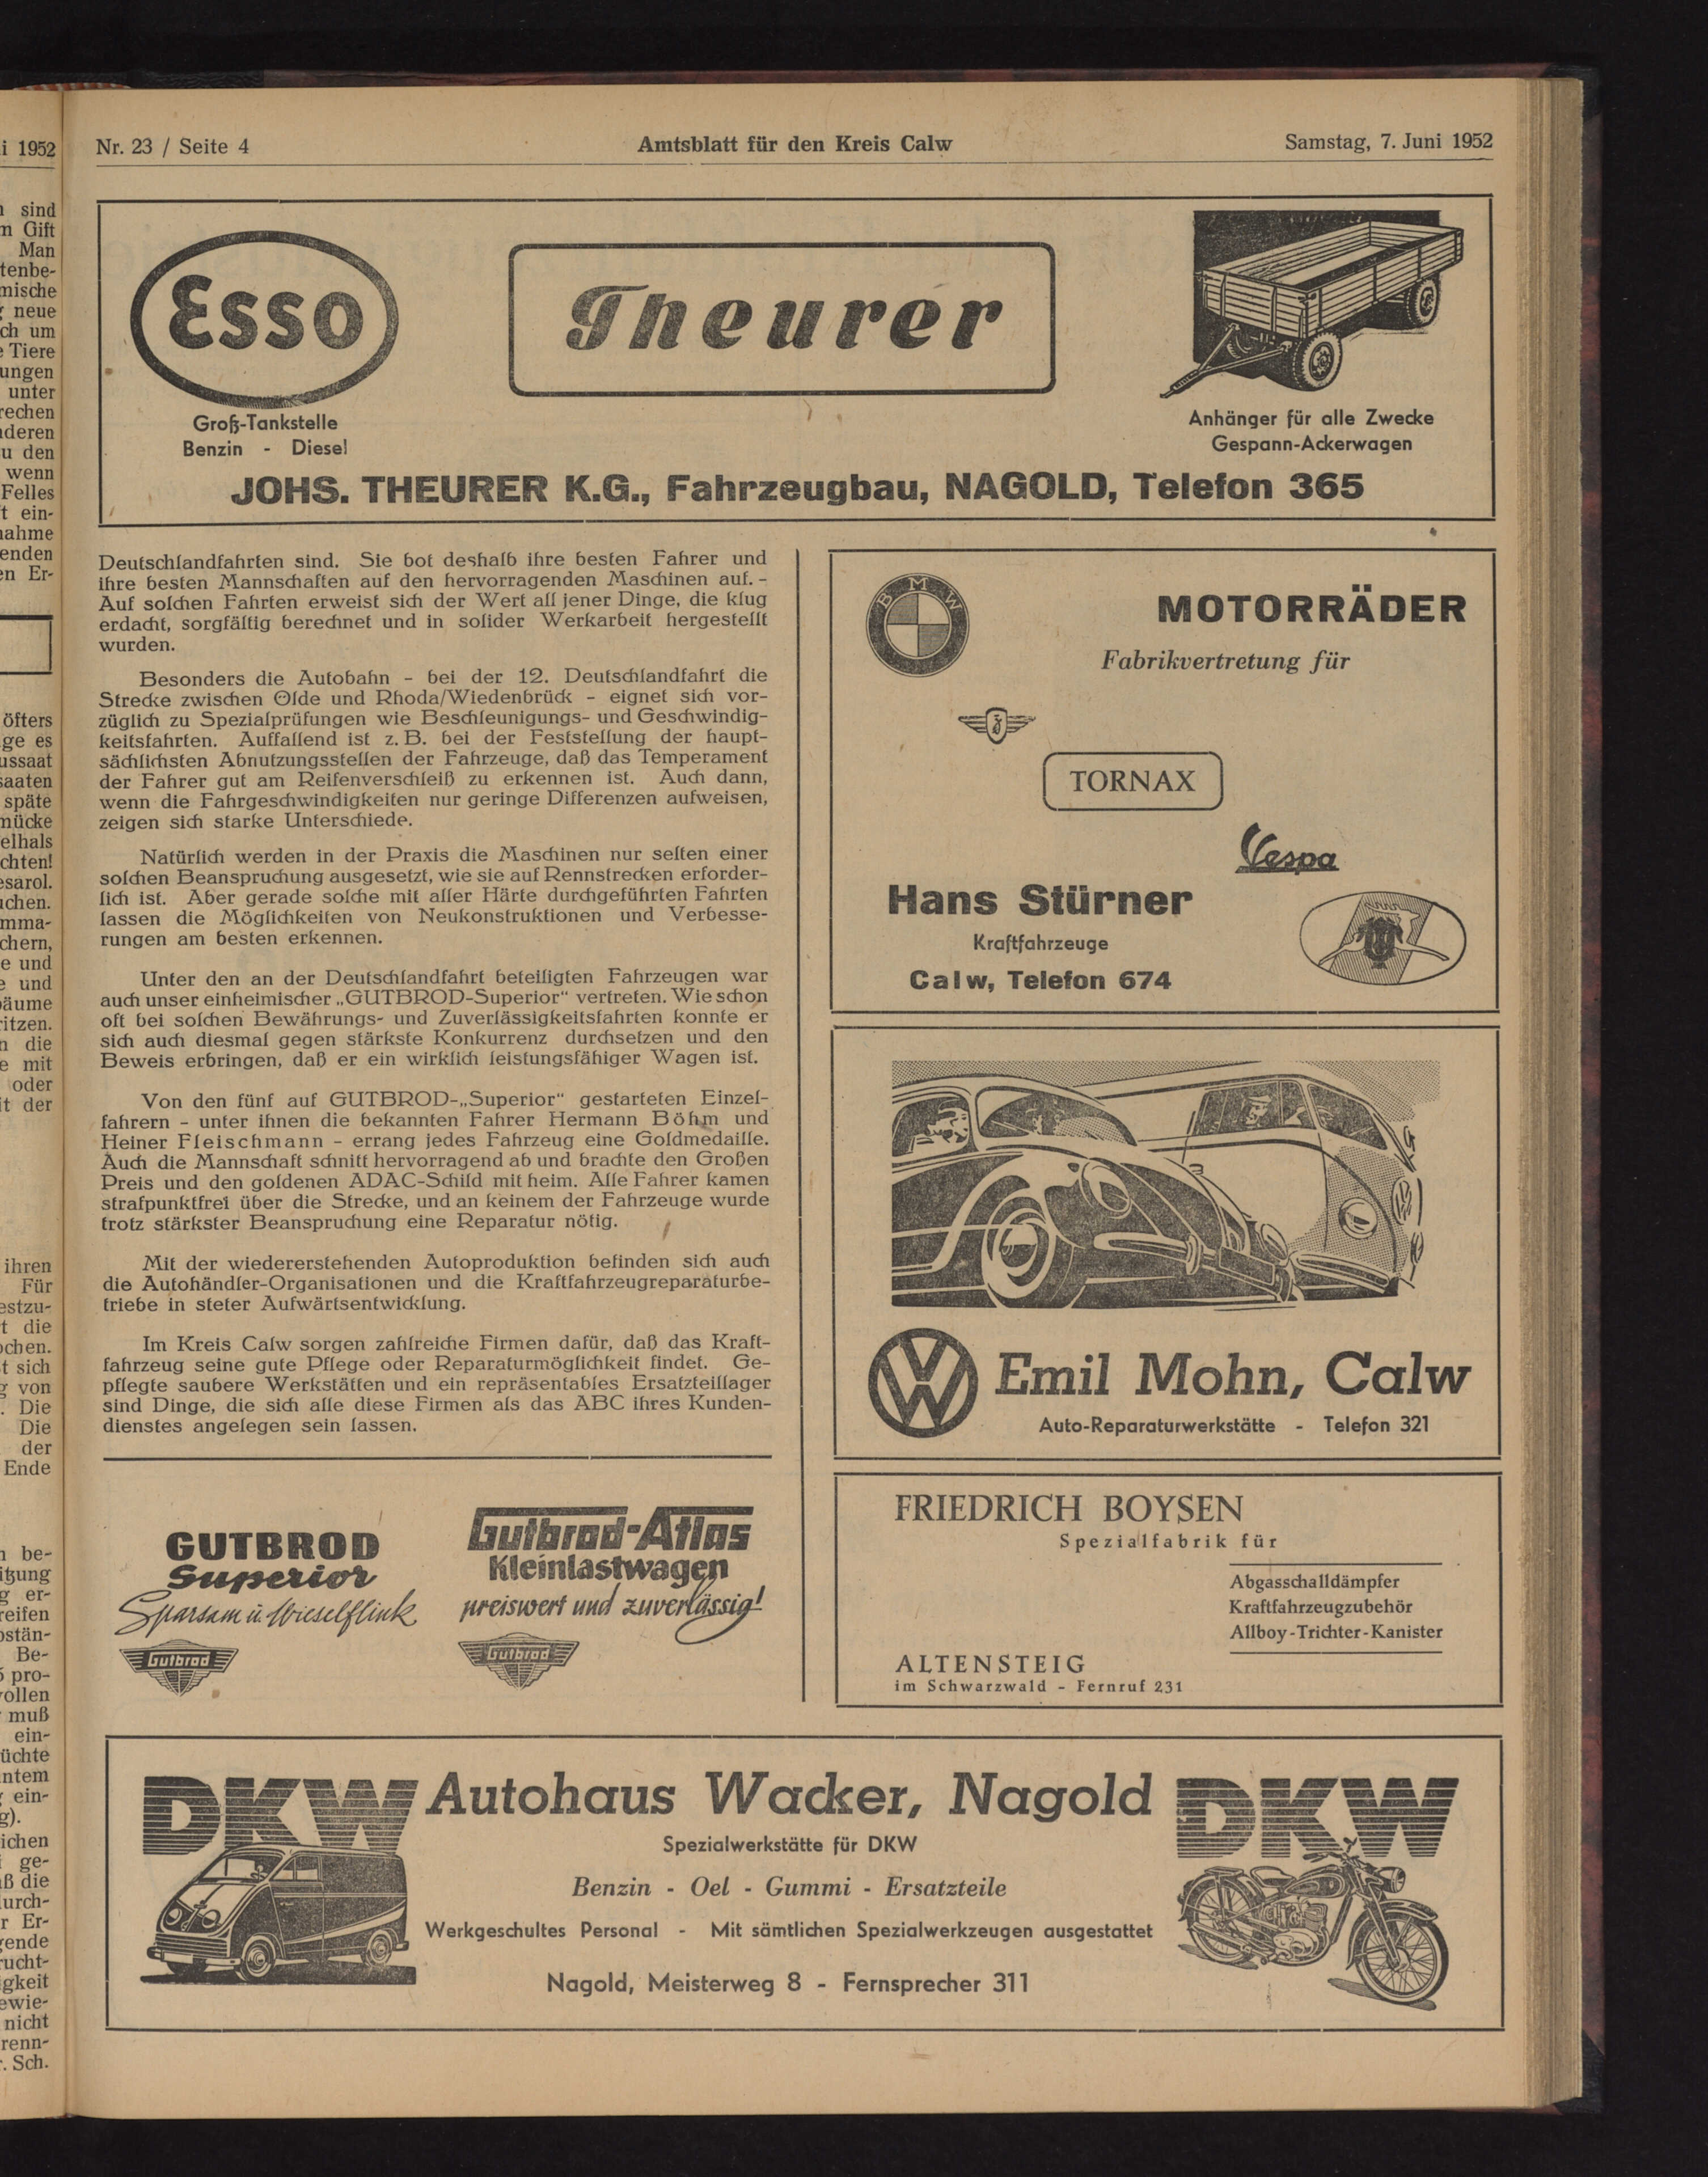 Nr. 23 / Seite 4
Amtsblatt für den Kreis Calw
Samstag, 7. Juni 1952
Esso
Groß-Tankstelle
Benzin - Diesel
Theurer
Anhänger für alle Zwecke
Gespann-Ackerwagen
JOHS. THEURER K.G., Fahrzeugbau, NAGOLD, Telefon 365
Deutschlandfahrten sind. Sie bot deshalb ihre besten Fahrer und
ihre besten Mannschaften auf den hervorragenden Maschinen auf. -
Auf solchen Fahrten erweist sich der Wert all jener Dinge, die klug
erdacht, sorgfältig berechnet und in solider Werkarbeit hergestellt
wurden.
Besonders die Autobahn - bei der 12. Deutschlandfahrt die
Strecke zwischen Ölde und Rhoda/Wiedenbrück - eignet sich vor-
züglich zu Spezialprüfungen wie Beschleunigungs- und Geschwindig-
keitsfahrten. Auffallend ist z. B. bei der Feststellung der haupt-
sächlichsten Abnutzungsstellen der Fahrzeuge, daß das Temperament
der Fahrer gut am Reifenverschleiß zu erkennen ist. Auch dann,
wenn die Fahrgeschwindigkeiten nur geringe Differenzen aufweisen,
zeigen sich starke Unterschiede.
Natürlich werden in der Praxis die Maschinen nur selten einer
solchen Beanspruchung ausgesetzt, wie sie auf Rennstrecken erforder-
lich ist. Aber gerade solche mit aller Härte durchgeführten Fahrten
lassen die Möglichkeiten von Neukonstruktionen und Verbesse-
rungen am besten erkennen.
Unter den an der Deutschlandfahrt beteiligten Fahrzeugen war
auch unser einheimischer „GUTBROD-Superior“ vertreten. Wie schon
oft bei solchen Bewährungs- und Zuverlässigkeitsfahrten konnte er
sich auch diesmal gegen stärkste Konkurrenz durchsetzen und den
Beweis erbringen, daß er ein wirklich leistungsfähiger Wagen ist.
Von den fünf auf GUTBROD-„Superior“ gestarteten Einzel-
fahrern - unter ihnen die bekannten Fahrer Hermann Böhm und
Heiner Fleischmann - errang jedes Fahrzeug eine Goldmedaille.
Auch die Mannschaft schnitt hervorragend ab und brachte den Großen
Preis und den goldenen ADAC-Schild mit heim. Alle Fahrer kamen
strafpunktfrei über die Strecke, und an keinem der Fahrzeuge wurde
trotz stärkster Beanspruchung eine Reparatur nötig.
Mit der wiedererstehenden Autoproduktion befinden sich auch
die Autohändler-Organisationen und die Kraftfahrzeugreparaturbe-
triebe in steter Aufwärtsentwicklung.
Im Kreis Calw sorgen zahlreiche Firmen dafür, daß das Kraft-
fahrzeug seine gute Pflege oder Reparaturmöglichkeit findet. Ge-
pflegte saubere Werkstätten und ein repräsentables Ersatzteillager
sind Dinge, die sich alle diese Firmen als das ABC ihres Kunden-
dienstes angelegen sein lassen.
GUTBROD
Superior
Sparsam u. Wieselflink
Gutbrod
Gutbrod-Atlas
Kleinlastwagen
preiswert und zuverlässig!
Gutbrod
BMW
MOTORRÄDER
Fabrikvertretung für
TORNAX
Vespa
Hans Stürner
Kraftfahrzeuge
Calw, Telefon 674
VW
Emil Mohn, Calw
Auto-Reparaturwerkstätte - Telefon 321
FRIEDRICH BOYSEN
Spezialfabrik für
Abgasschalldämpfer
Kraftfahrzeugzubehör
Allboy-Trichter-Kanister
ALTENSTEIG
im Schwarzwald - Fernruf 231
DKW
Autohaus Wacker, Nagold
DKW
Spezialwerkstätte für DKW
Benzin - Oel - Gummi - Ersatzteile
Werkgeschultes Personal - Mit sämtlichen Spezialwerkzeugen ausgestattet
Nagold, Meisterweg 8 - Fernsprecher 311